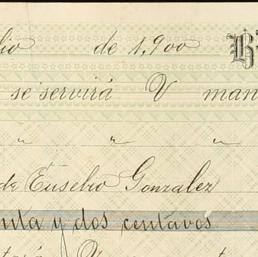 lio de 1,900 B
se servirá V man
" " "
de Eusebio Gonzalez
nta y dos centavos